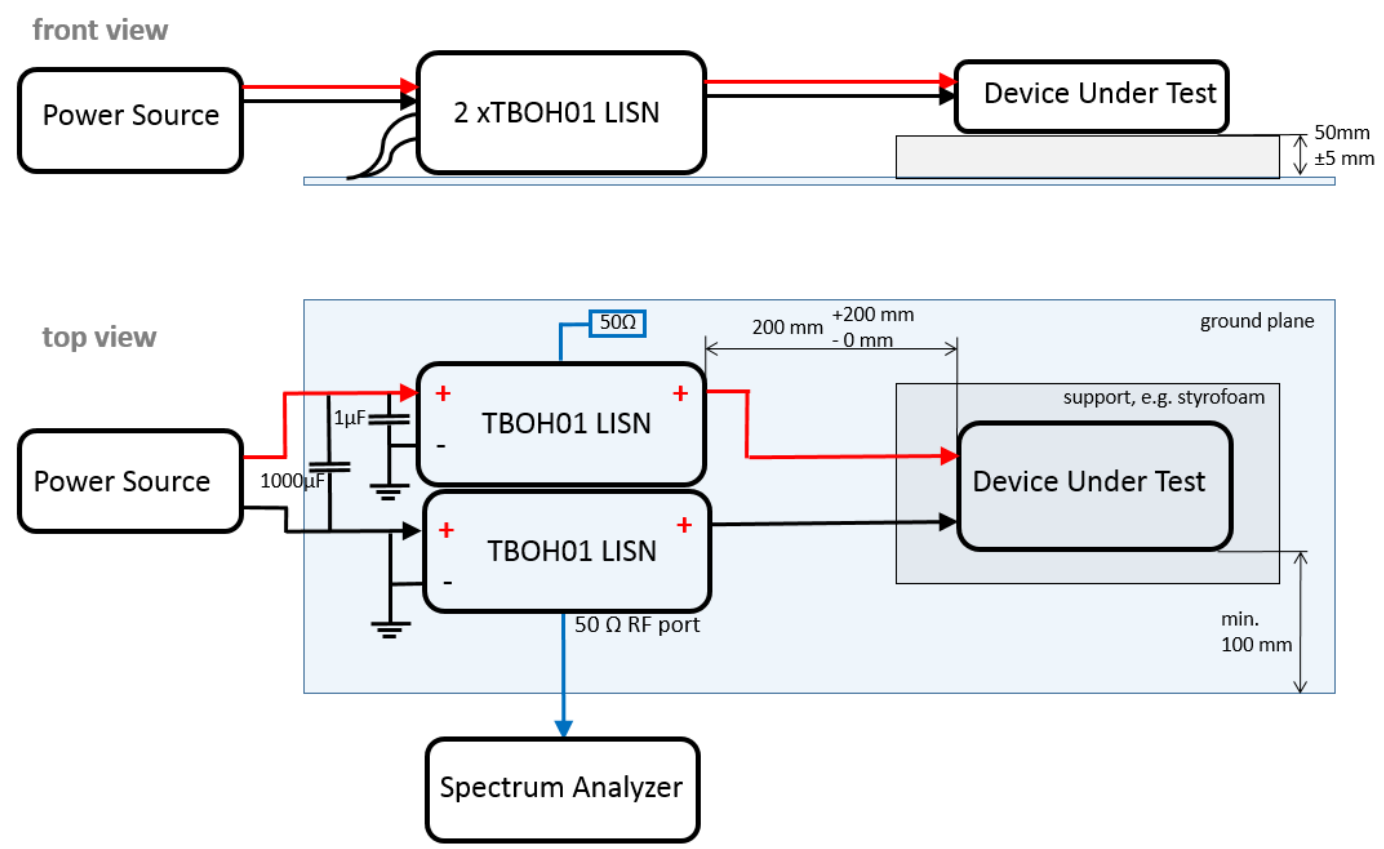 front view
Power Source
2 xTBOH01 LISN
Device Under Test
50mm
±5 mm
top view
50Ω
200 mm
+200 mm
- 0 mm
ground plane
+
+
1µF
TBOH01 LISN
-
support, e.g. styrofoam
Power Source
1000µF
Device Under Test
+
+
TBOH01 LISN
-
50 Ω RF port
min.
100 mm
Spectrum Analyzer